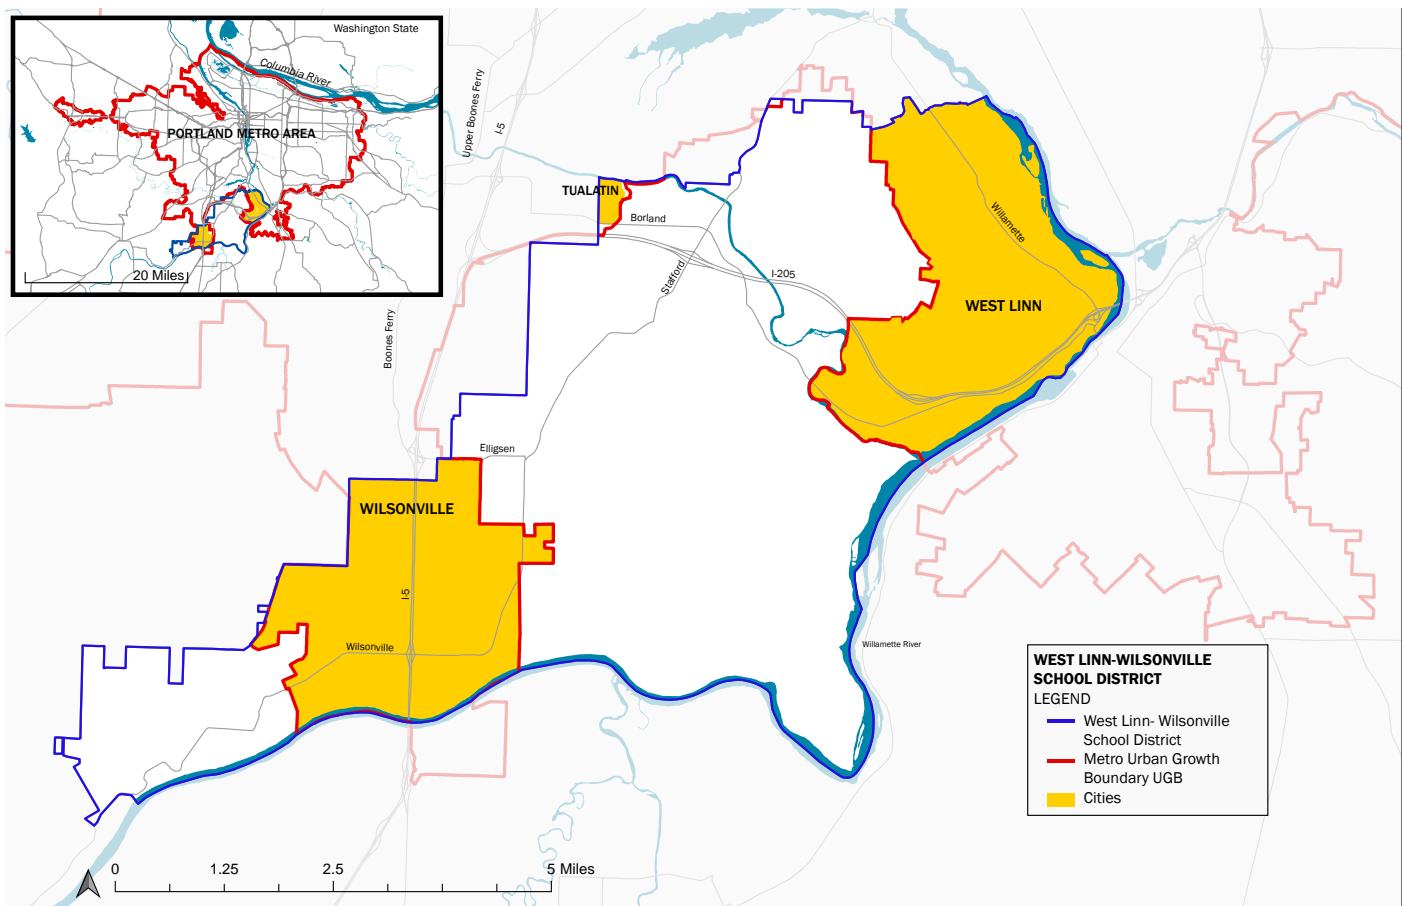 Washington State
Columbia River
PORTLAND METRO AREA
20 Miles
Upper Boones Ferry
I-5
TUALATIN
Borland
Stafford
I-205
Willamette
WEST LINN
Boones Ferry
Elligsen
WILSONVILLE
I-5
Wilsonville
Willamette River
WEST LINN-WILSONVILLE
SCHOOL DISTRICT
LEGEND
West Linn- Wilsonville
School District
Metro Urban Growth
Boundary UGB
Cities
0 1.25 2.5 5 Miles